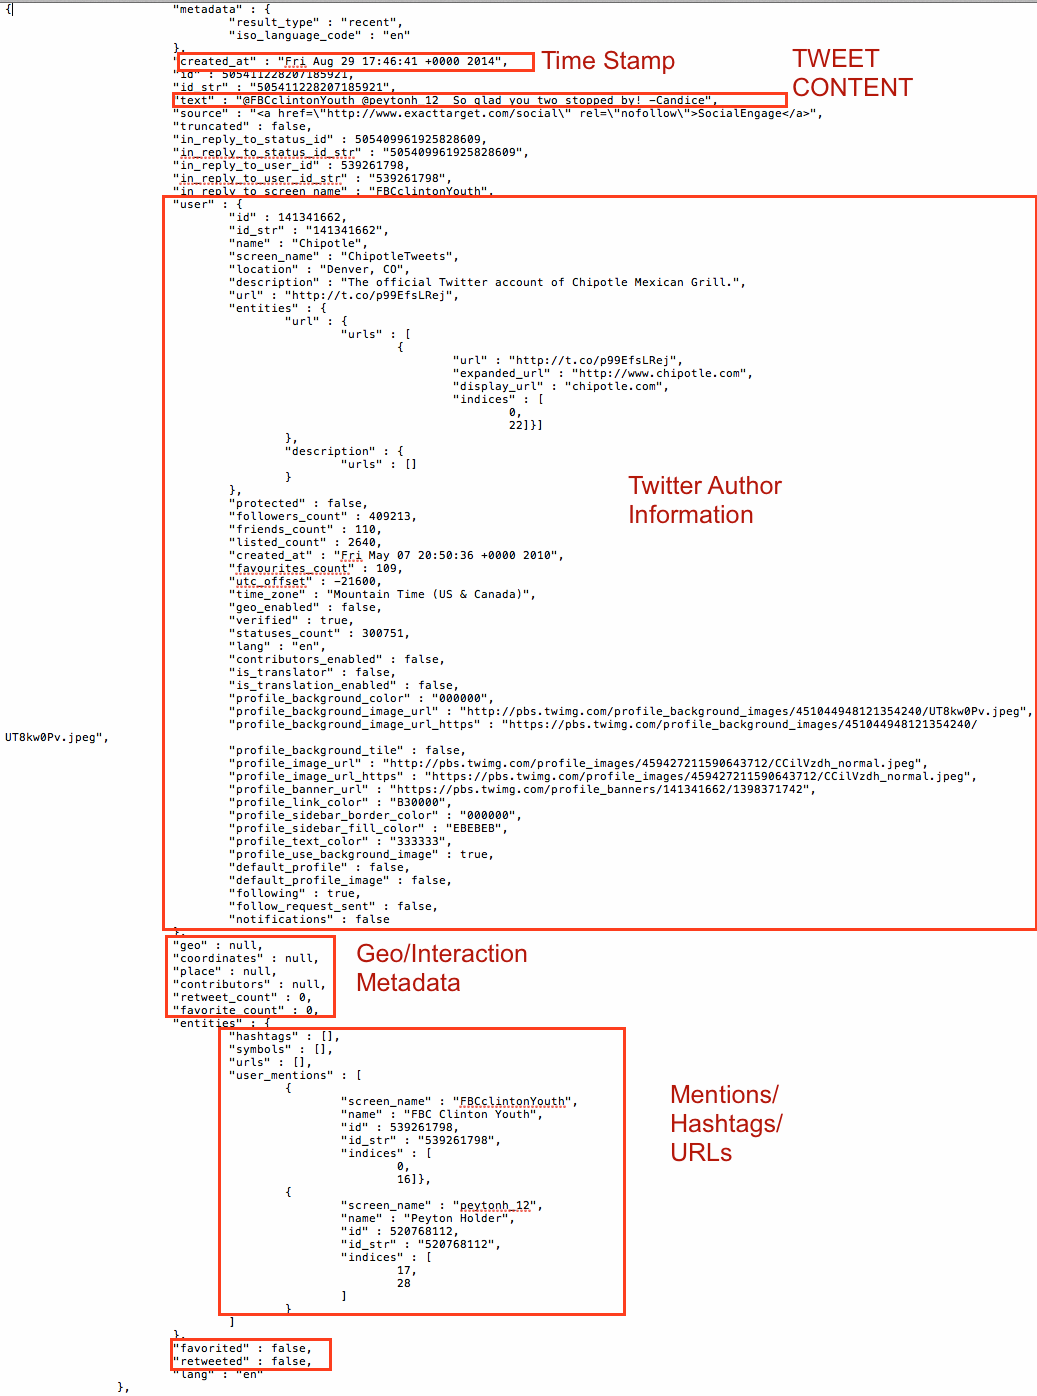 { "metadata" : {
"result_type" : "recent",
"iso_language_code" : "en"
},
"created_at" : "Fri Aug 29 17:46:41 +0000 2014",
Time Stamp
TWEET
CONTENT
"id" : 505411228207185921,
"id_str" : "505411228207185921",
"text" : "@FBCclintonYouth @peytonh_12  So glad you two stopped by! -Candice",
"source" : "<a href=\"http://www.exacttarget.com/social\" rel=\"nofollow\">SocialEngage</a>",
"truncated" : false,
"in_reply_to_status_id" : 505409961925828609,
"in_reply_to_status_id_str" : "505409961925828609",
"in_reply_to_user_id" : 539261798,
"in_reply_to_user_id_str" : "539261798",
"in_reply_to_screen_name" : "FBCclintonYouth",
"user" : {
"id" : 141341662,
"id_str" : "141341662",
"name" : "Chipotle",
"screen_name" : "ChipotleTweets",
"location" : "Denver, CO",
"description" : "The official Twitter account of Chipotle Mexican Grill.",
"url" : "http://t.co/p99EfsLRej",
"entities" : {
"url" : {
"urls" : [
{
"url" : "http://t.co/p99EfsLRej",
"expanded_url" : "http://www.chipotle.com",
"display_url" : "chipotle.com",
"indices" : [
0,
22]}]
},
"description" : {
"urls" : []
}
},
Twitter Author
Information
"protected" : false,
"followers_count" : 409213,
"friends_count" : 110,
"listed_count" : 2640,
"created_at" : "Fri May 07 20:50:36 +0000 2010",
"favourites_count" : 109,
"utc_offset" : -21600,
"time_zone" : "Mountain Time (US & Canada)",
"geo_enabled" : false,
"verified" : true,
"statuses_count" : 300751,
"lang" : "en",
"contributors_enabled" : false,
"is_translator" : false,
"is_translation_enabled" : false,
"profile_background_color" : "000000",
"profile_background_image_url" : "http://pbs.twimg.com/profile_background_images/451044948121354240/UT8kw0Pv.jpeg",
"profile_background_image_url_https" : "https://pbs.twimg.com/profile_background_images/451044948121354240/
UT8kw0Pv.jpeg",
"profile_background_tile" : false,
"profile_image_url" : "http://pbs.twimg.com/profile_images/459427211590643712/CCilVzdh_normal.jpeg",
"profile_image_url_https" : "https://pbs.twimg.com/profile_images/459427211590643712/CCilVzdh_normal.jpeg",
"profile_banner_url" : "https://pbs.twimg.com/profile_banners/141341662/1398371742",
"profile_link_color" : "B30000",
"profile_sidebar_border_color" : "000000",
"profile_sidebar_fill_color" : "EBEBEB",
"profile_text_color" : "333333",
"profile_use_background_image" : true,
"default_profile" : false,
"default_profile_image" : false,
"following" : true,
"follow_request_sent" : false,
"notifications" : false
},
"geo" : null,
"coordinates" : null,
"place" : null,
"contributors" : null,
"retweet_count" : 0,
"favorite_count" : 0,
Geo/Interaction
Metadata
"entities" : {
"hashtags" : [],
"symbols" : [],
"urls" : [],
"user_mentions" : [
{
"screen_name" : "FBCclintonYouth",
"name" : "FBC Clinton Youth",
"id" : 539261798,
"id_str" : "539261798",
"indices" : [
0,
16]},
{
"screen_name" : "peytonh_12",
"name" : "Peyton Holder",
"id" : 520768112,
"id_str" : "520768112",
"indices" : [
17,
28
]
}
]
Mentions/
Hashtags/
URLs
},
"favorited" : false,
"retweeted" : false,
"lang" : "en"
},